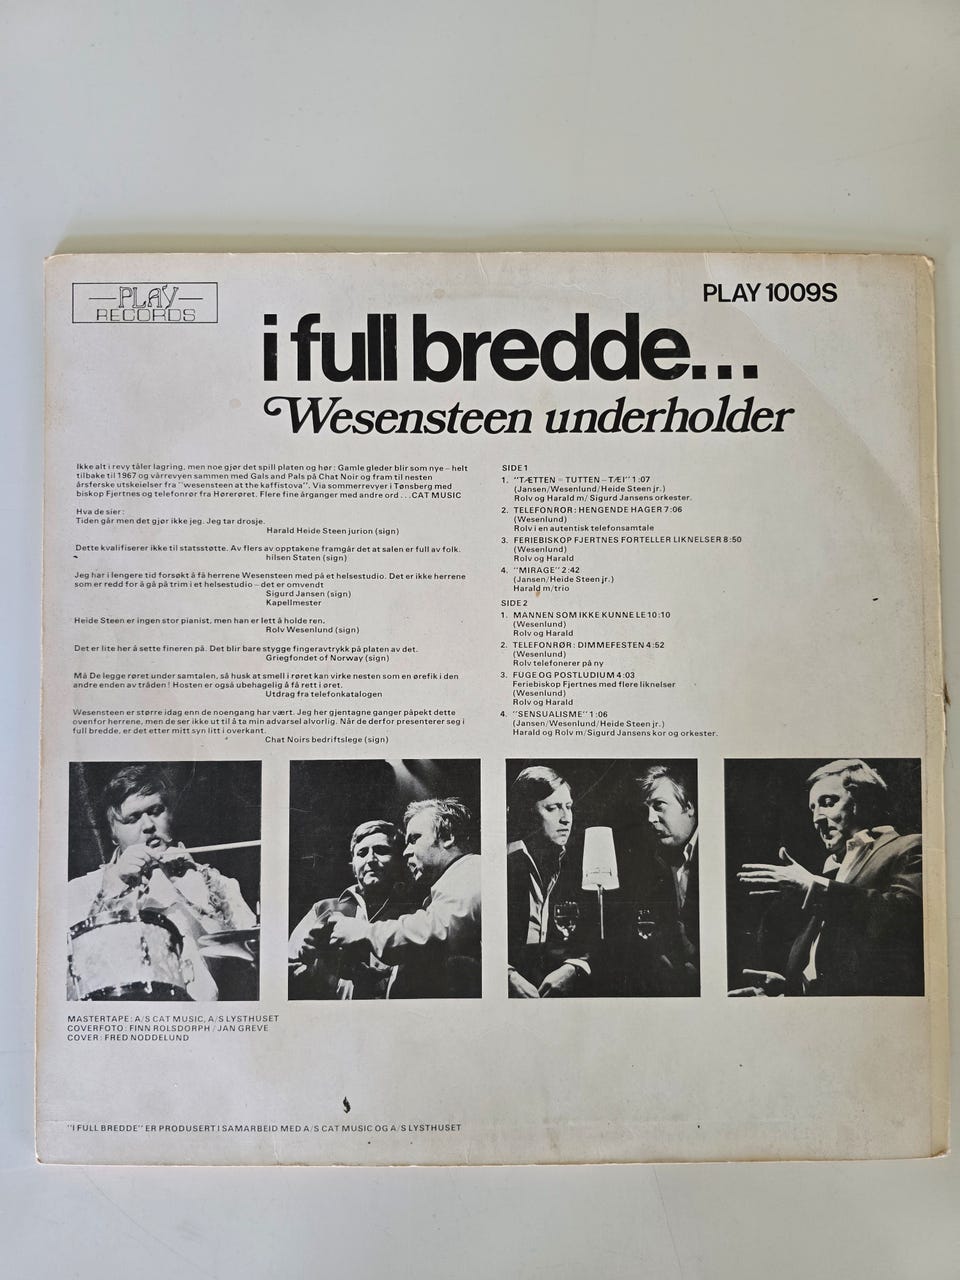 PLAY
RECORDS
PLAY 1009S
i full bredde...
Wesensteen underholder
Ikke alt i revy tåler lagring, men noe gjør det spill platen og hør: Gamle gleder blir som nye – helt
tilbake til 1967 og vårrevyen sammen med Gals and Pals på Chat Noir og fram til nesten
årsferske utskeielser fra "wesensteen at the kaffistova". Via sommerrevyer i Tønsberg med
biskop Fjertnes og telefonrør fra Hørerøret. Flere fine årganger med andre ord ...CAT MUSIC
Hva de sier:
Tiden går men det gjør ikke jeg. Jeg tar drosje.
Harald Heide Steen jurion (sign)
Dette kvalifiserer ikke til statsstøtte. Av flers av opptakene framgår det at salen er full av folk.
hilsen Staten (sign)
Jeg har i lengere tid forsøkt å få herrene Wesensteen med på et helsestudio. Det er ikke herrene
som er redd for å gå på trim i et helsestudio – det er omvendt
Sigurd Jansen (sign)
Kapellmester
Heide Steen er ingen stor pianist, men han er lett å holde ren.
Rolv Wesenlund (sign)
Det er lite her å sette fineren på. Det blir bare stygge fingeravtrykk på platen av det.
Griegfondet of Norway (sign)
Må De legge røret under samtalen, så husk at smell i røret kan virke nesten som en ørefik i den
andre enden av tråden! Hosten er også ubehagelig å få rett i øret.
Utdrag fra telefonkatalogen
Wesensteen er større idag enn de noengang har vært. Jeg har gjentagne ganger påpekt dette
ovenfor herrene, men de ser ikke ut til å ta min advarsel alvorlig. Når de derfor presenterer seg i
full bredde, er det etter mitt syn litt i overkant.
Chat Noirs bedriftslege (sign)
SIDE 1
1. "TÆTTEN = TUTTEN – TÆI" 1:07
(Jansen/Wesenlund/Heide Steen jr.)
Rolv og Harald m/ Sigurd Jansens orkester.
2. TELEFONRØR: HENGENDE HAGER 7:06
(Wesenlund)
Rolv i en autentisk telefonsamtale
3. FERIEBISKOP FJERTNES FORTELLER LIKNELSER 8:50
(Wesenlund)
Rolv og Harald
4. "MIRAGE" 2:42
(Jansen/Heide Steen jr.)
Harald m/trio
SIDE 2
1. MANNEN SOM IKKE KUNNE LE 10:10
(Wesenlund)
Rolv og Harald
2. TELEFONRØR: DIMMEFESTEN 4:52
(Wesenlund)
Rolv telefonerer på ny
3. FUGE OG POSTLUDIUM 4:03
Feriebiskop Fjertnes med flere liknelser
(Wesenlund)
Rolv og Harald
4. "SENSUALISME" 1:06
(Jansen/Wesenlund/Heide Steen jr.)
Harald og Rolv m/Sigurd Jansens kor og orkester.
MASTERTAPE: A/S CAT MUSIC, A/S LYSTHUSET
COVERFOTO: FINN ROLSDORPH / JAN GREVE
COVER: FRED NODDELUND
"I FULL BREDDE" ER PRODUSERT I SAMARBEID MED A/S CAT MUSIC OG A/S LYSTHUSET